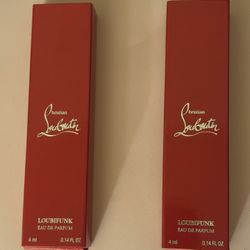 Christian
Louboutin
LOUBIFUNK
EAU DE PARFUM
4 ml 0.14 FL.OZ
Christian
Louboutin
LOUBIFUNK
EAU DE PARFUM
4 ml 0.14 FL.OZ